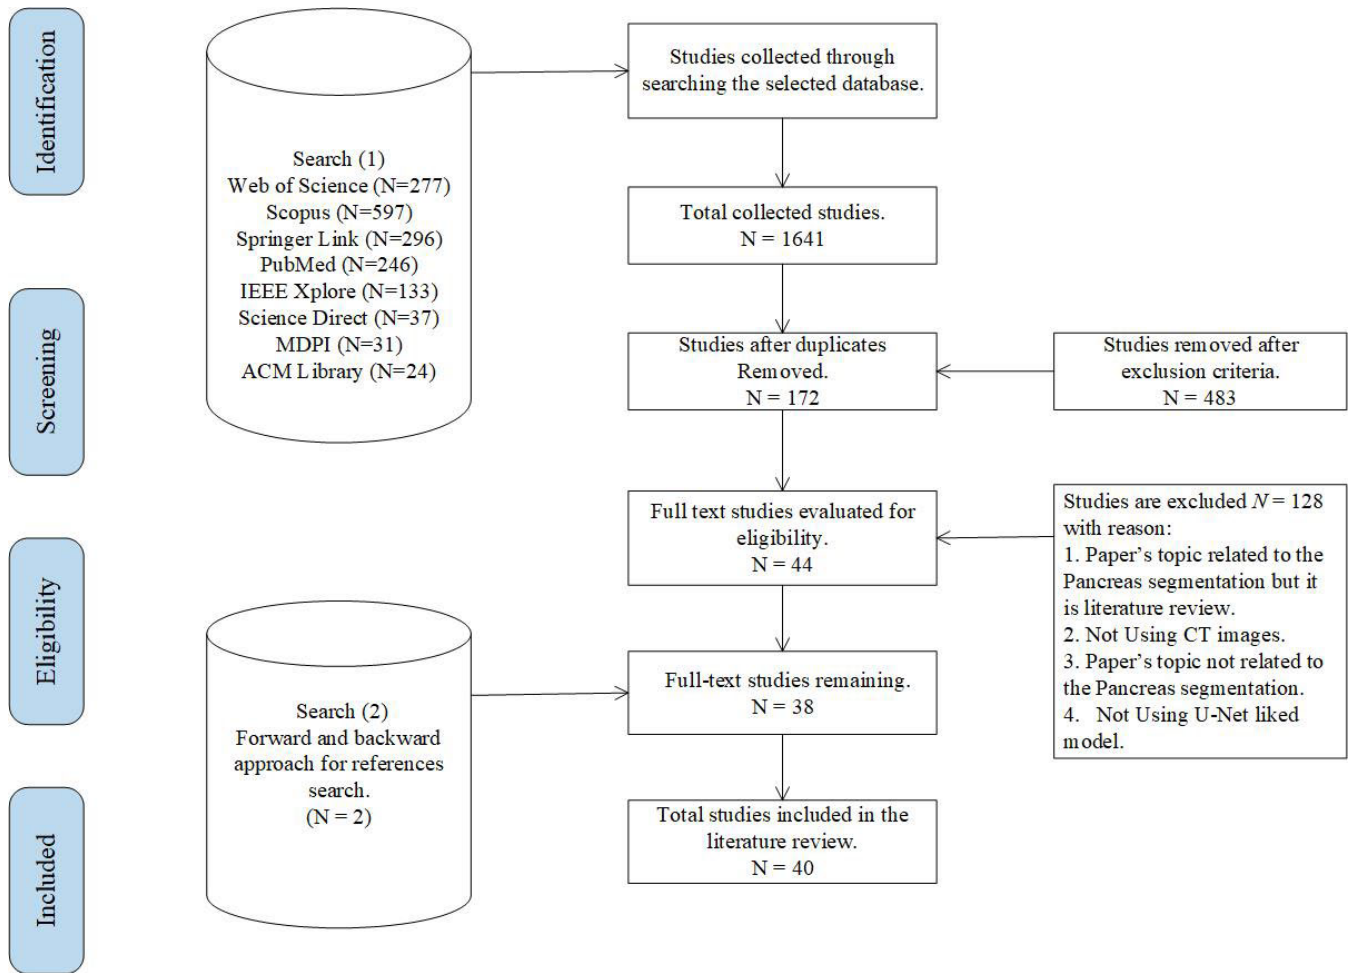 Identification
Screening
Eligibility
Included
Search (1)
Web of Science (N=277)
Scopus (N=597)
Springer Link (N=296)
PubMed (N=246)
IEEE Xplore (N=133)
Science Direct (N=37)
MDPI (N=31)
ACM Library (N=24)
Studies collected through
searching the selected database.
Total collected studies.
N = 1641
Studies after duplicates
Removed.
N = 172
Studies removed after
exclusion criteria.
N = 483
Full text studies evaluated for
eligibility.
N = 44
Studies are excluded N = 128
with reason:
1. Paper's topic related to the
Pancreas segmentation but it
is literature review.
2. Not Using CT images.
3. Paper's topic not related to
the Pancreas segmentation.
4. Not Using U-Net liked
model.
Search (2)
Forward and backward
approach for references
search.
(N = 2)
Full-text studies remaining.
N = 38
Total studies included in the
literature review.
N = 40